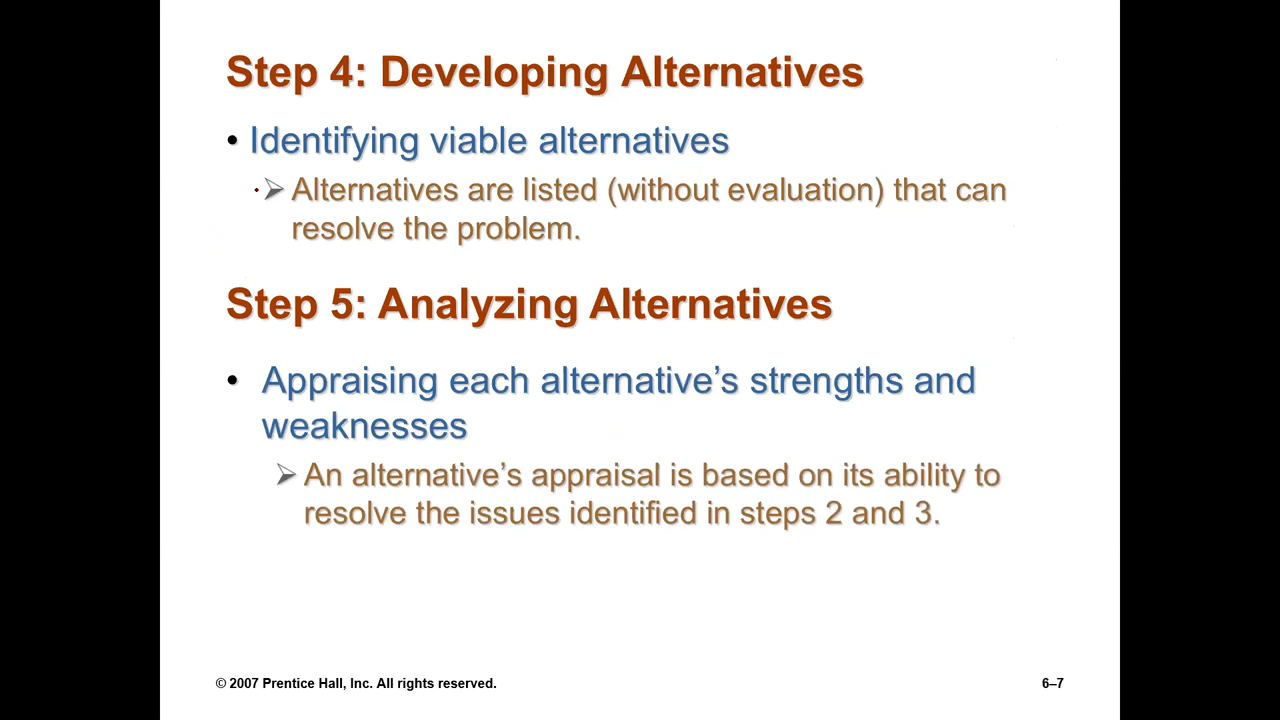 Step 4: Developing Alternatives
• Identifying viable alternatives
➢ Alternatives are listed (without evaluation) that can
resolve the problem.
Step 5: Analyzing Alternatives
• Appraising each alternative’s strengths and
weaknesses
➢ An alternative’s appraisal is based on its ability to
resolve the issues identified in steps 2 and 3.
© 2007 Prentice Hall, Inc. All rights reserved.
6–7